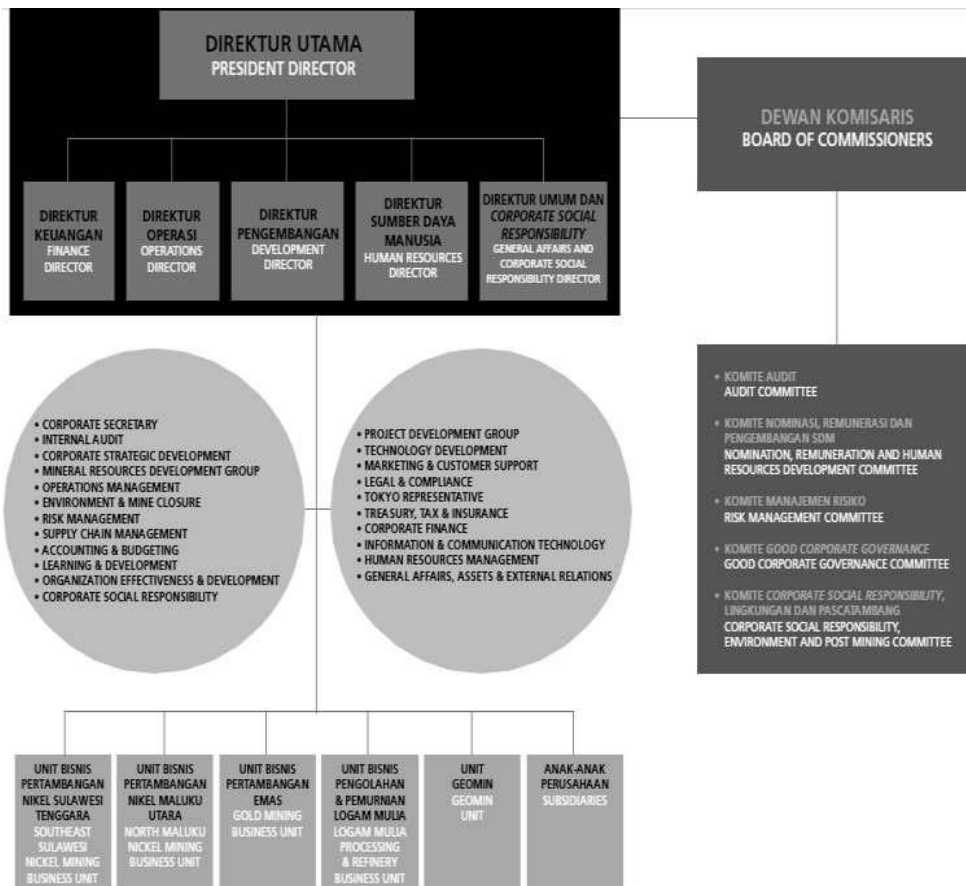 DIREKTUR UTAMA
PRESIDENT DIRECTOR
DEWAN KOMISARIS
BOARD OF COMMISSIONERS
DIREKTUR
KEUANGAN
FINANCE
DIRECTOR
DIREKTUR
OPERASI
OPERATIONS
DIRECTOR
DIREKTUR
PENGEMBANGAN
DEVELOPMENT
DIRECTOR
DIREKTUR
SUMBER DAYA
MANUSIA
HUMAN RESOURCES
DIRECTOR
DIREKTUR UMUM DAN
CORPORATE SOCIAL
RESPONSIBILITY
GENERAL AFFAIRS AND
CORPORATE SOCIAL
RESPONSIBILITY DIRECTOR
• CORPORATE SECRETARY
• INTERNAL AUDIT
• CORPORATE STRATEGIC DEVELOPMENT
• MINERAL RESOURCES DEVELOPMENT GROUP
• OPERATIONS MANAGEMENT
• ENVIRONMENT & MINE CLOSURE
• RISK MANAGEMENT
• SUPPLY CHAIN MANAGEMENT
• ACCOUNTING & BUDGETING
• LEARNING & DEVELOPMENT
• ORGANIZATION EFFECTIVENESS & DEVELOPMENT
• CORPORATE SOCIAL RESPONSIBILITY
• PROJECT DEVELOPMENT GROUP
• TECHNOLOGY DEVELOPMENT
• MARKETING & CUSTOMER SUPPORT
• LEGAL & COMPLIANCE
• TOKYO REPRESENTATIVE
• TREASURY, TAX & INSURANCE
• CORPORATE FINANCE
• INFORMATION & COMMUNICATION TECHNOLOGY
• HUMAN RESOURCES MANAGEMENT
• GENERAL AFFAIRS, ASSETS & EXTERNAL RELATIONS
• KOMITE AUDIT
AUDIT COMMITTEE
• KOMITE NOMINASI, REMUNERASI DAN
PENGEMBANGAN SDM
NOMINATION, REMUNERATION AND HUMAN
RESOURCES DEVELOPMENT COMMITTEE
• KOMITE MANAJEMEN RISIKO
RISK MANAGEMENT COMMITTEE
• KOMITE GOOD CORPORATE GOVERNANCE
GOOD CORPORATE GOVERNANCE COMMITTEE
• KOMITE CORPORATE SOCIAL RESPONSIBILITY,
LINGKUNGAN DAN PASCATAMBANG
CORPORATE SOCIAL RESPONSIBILITY,
ENVIRONMENT AND POST MINING COMMITTEE
UNIT BISNIS
PERTAMBANGAN
NIKEL SULAWESI
TENGGARA
SOUTHEAST
SULAWESI
NICKEL MINING
BUSINESS UNIT
UNIT BISNIS
PERTAMBANGAN
NIKEL MALUKU
UTARA
NORTH MALUKU
NICKEL MINING
BUSINESS UNIT
UNIT BISNIS
PERTAMBANGAN
EMAS
GOLD MINING
BUSINESS UNIT
UNIT BISNIS
PENGOLAHAN
& PEMURNIAN
LOGAM MULIA
LOGAM MULIA
PROCESSING
& REFINERY
BUSINESS UNIT
UNIT
GEOMIN
GEOMIN
UNIT
ANAK-ANAK
PERUSAHAAN
SUBSIDIARIES